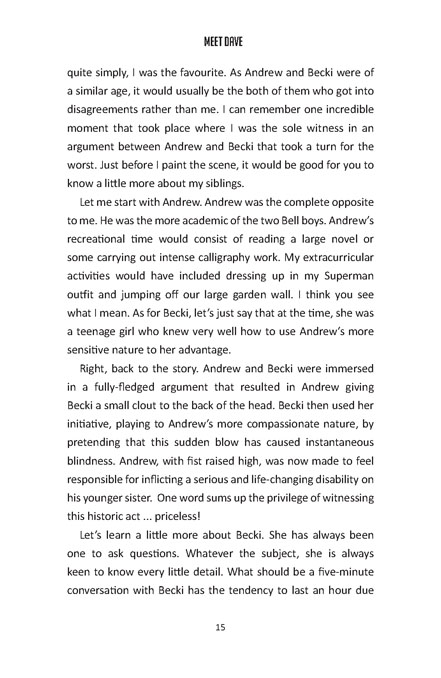 MEET DAVE
quite simply, I was the favourite. As Andrew and Becki were of
a similar age, it would usually be the both of them who got into
disagreements rather than me. I can remember one incredible
moment that took place where I was the sole witness in an
argument between Andrew and Becki that took a turn for the
worst. Just before I paint the scene, it would be good for you to
know a little more about my siblings.
Let me start with Andrew. Andrew was the complete opposite
to me. He was the more academic of the two Bell boys. Andrew's
recreational time would consist of reading a large novel or
some carrying out intense calligraphy work. My extracurricular
activities would have included dressing up in my Superman
outfit and jumping off our large garden wall. I think you see
what I mean. As for Becki, let's just say that at the time, she was
a teenage girl who knew very well how to use Andrew's more
sensitive nature to her advantage.
Right, back to the story. Andrew and Becki were immersed
in a fully-fledged argument that resulted in Andrew giving
Becki a small clout to the back of the head. Becki then used her
initiative, playing to Andrew's more compassionate nature, by
pretending that this sudden blow has caused instantaneous
blindness. Andrew, with fist raised high, was now made to feel
responsible for inflicting a serious and life-changing disability on
his younger sister. One word sums up the privilege of witnessing
this historic act ... priceless!
Let's learn a little more about Becki. She has always been
one to ask questions. Whatever the subject, she is always
keen to know every little detail. What should be a five-minute
conversation with Becki has the tendency to last an hour due
15